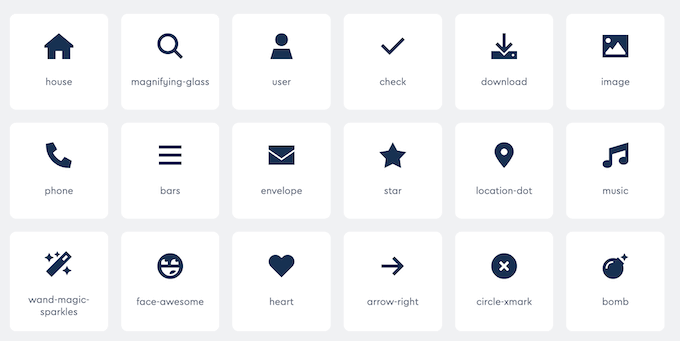 house
magnifying-glass
user
check
download
image
phone
bars
envelope
star
location-dot
music
wand-magic-
sparkles
face-awesome
heart
arrow-right
circle-xmark
bomb